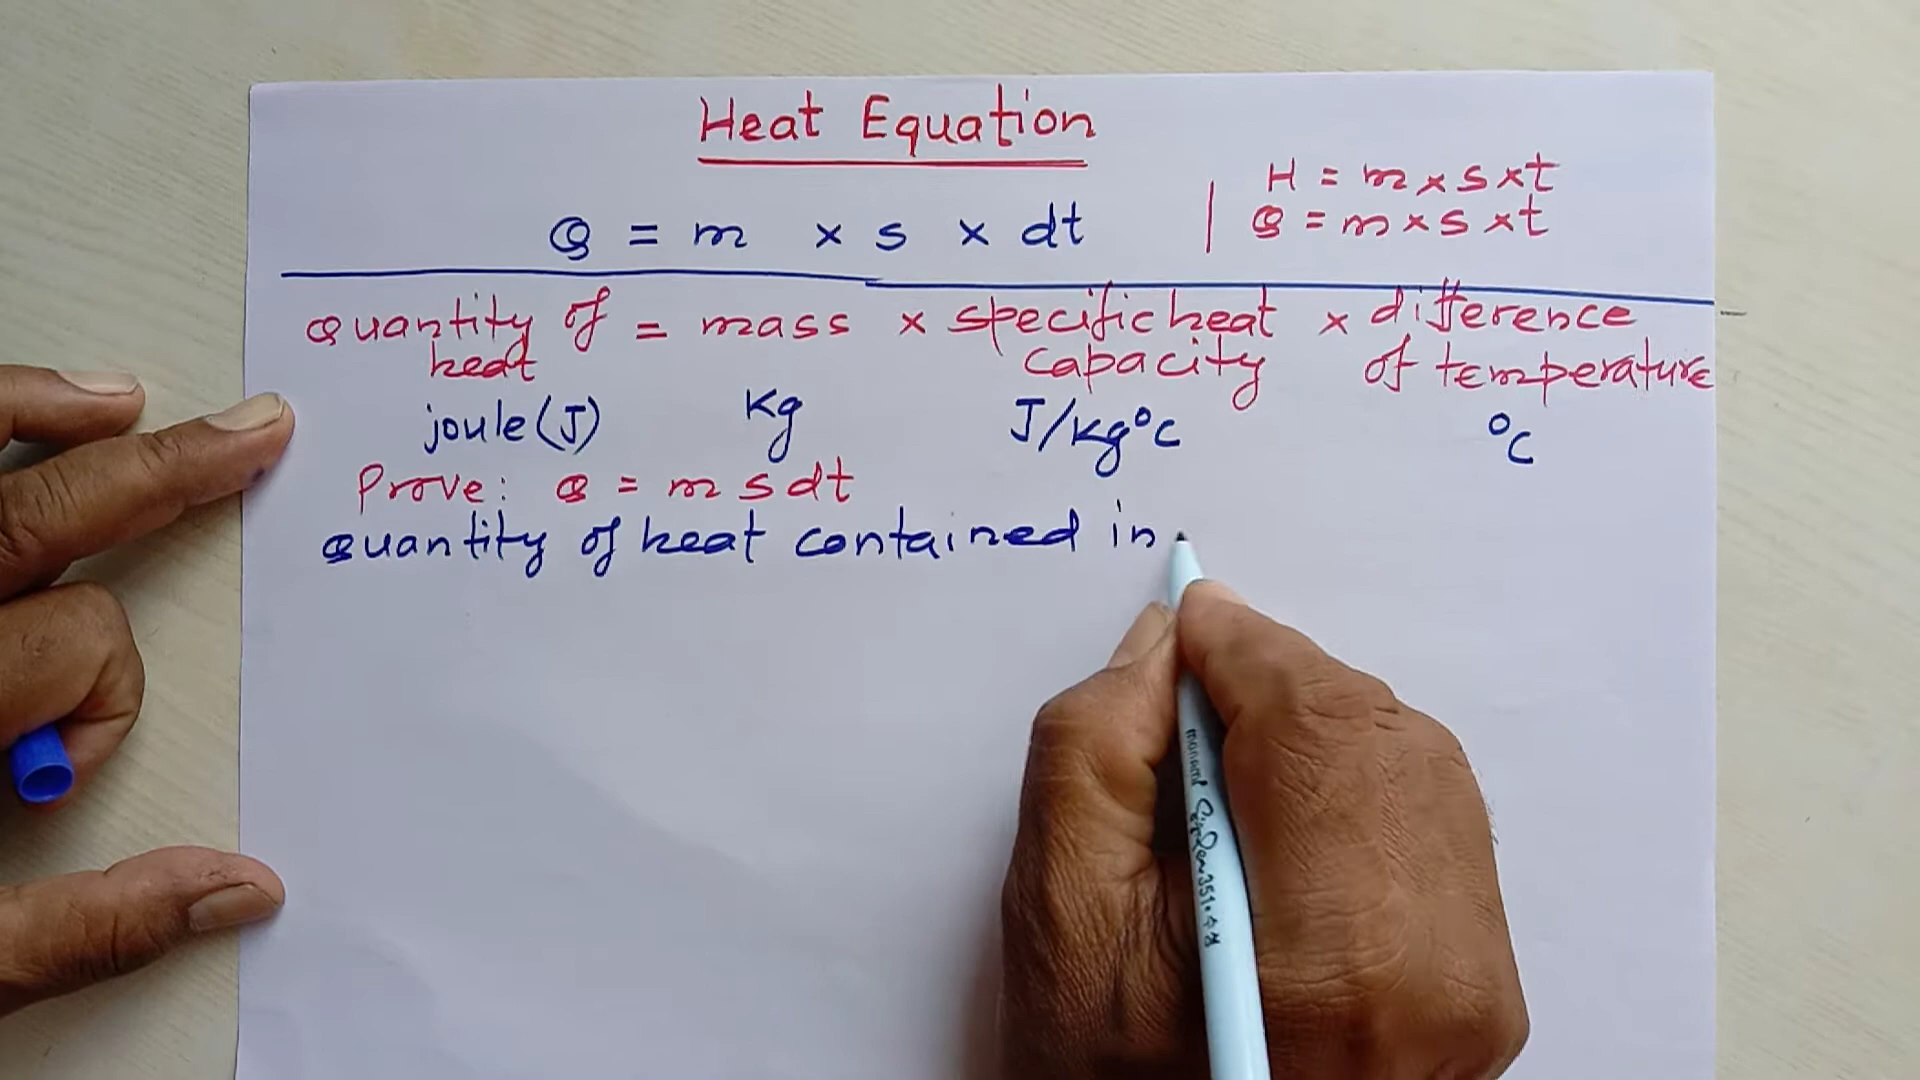 Heat Equation
H = m x s x t
Q = m x s x dt
Q = m x s x t
quantity of heat = mass x specific heat capacity x difference of temperature
joule (J) Kg J/kg°C °C
Prove: Q = m s dt
Quantity of heat contained in